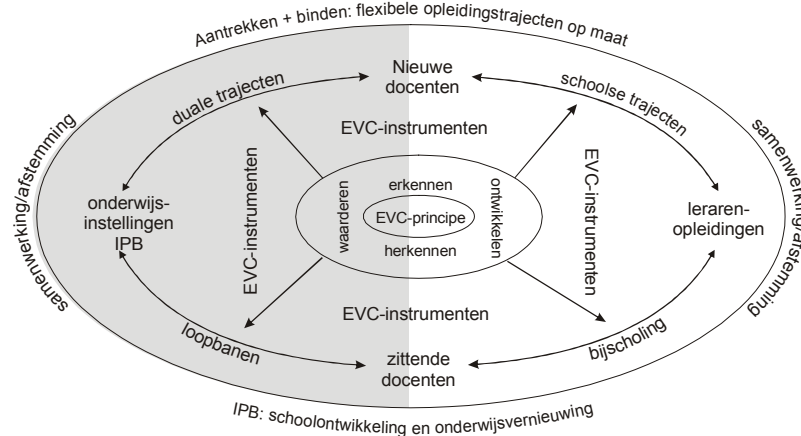 Aantrekken + binden: flexibele opleidingstrajecten op maat
Nieuwe
docenten
duale trajecten
schoolse trajecten
EVC-instrumenten
samenwerking/afstemming
samenwerking/afstemming
EVC-instrumenten
EVC-instrumenten
onderwijs-
instellingen
IPB
waarderen
erkennen
EVC-principe
herkennen
ontwikkelen
leraren-
opleidingen
EVC-instrumenten
loopbanen
bijscholing
zittende
docenten
IPB: schoolontwikkeling en onderwijsvernieuwing